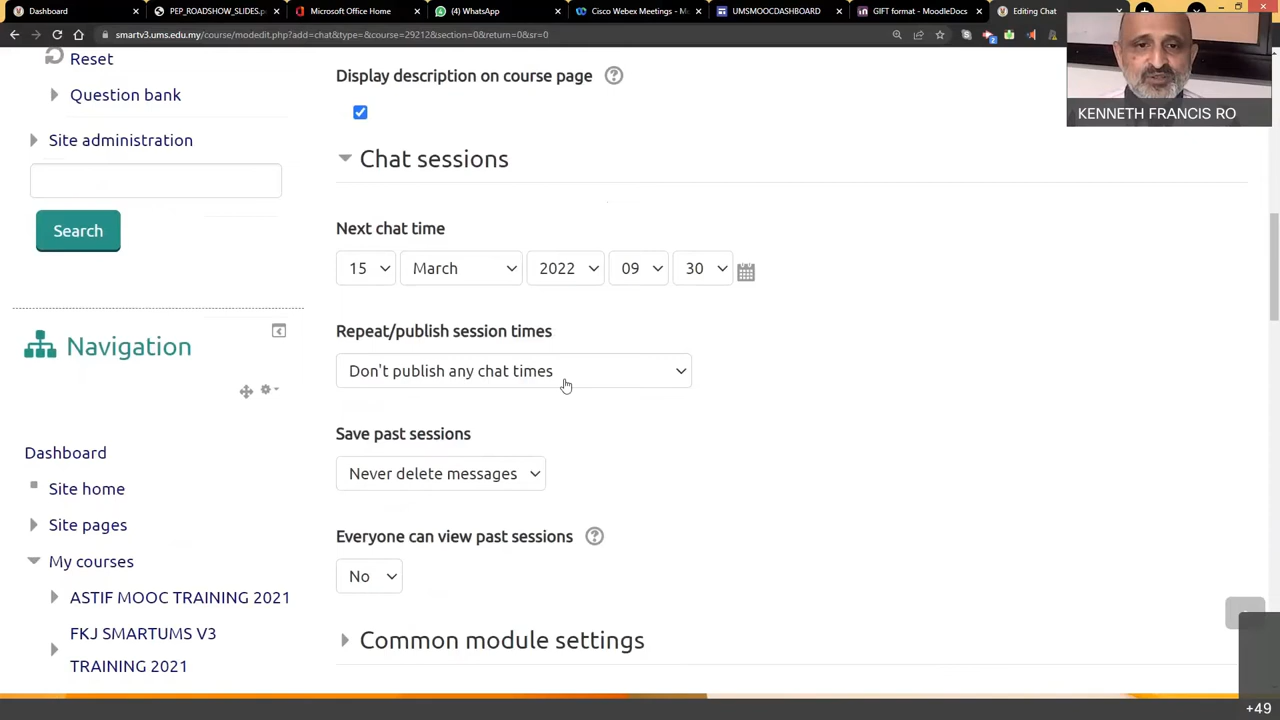 Dashboard
PEP_ROADSHOW_SLIDES.p
Microsoft Office Home
(4) WhatsApp
Cisco Webex Meetings - M
UMSMOOCDASHBOARD
GIFT format - MoodleDocs
Editing Chat
smartv3.ums.edu.my/course/modedit.php?add=chat&type=&course=29212&section=0&return=0&sr=0
Reset
Question bank
Site administration
Search
Navigation
Dashboard
Site home
Site pages
My courses
ASTIF MOOC TRAINING 2021
FKJ SMARTUMS V3
TRAINING 2021
Display description on course page
Chat sessions
Next chat time
15 March 2022 09 30
Repeat/publish session times
Don't publish any chat times
Save past sessions
Never delete messages
Everyone can view past sessions
No
Common module settings
KENNETH FRANCIS RO
+49